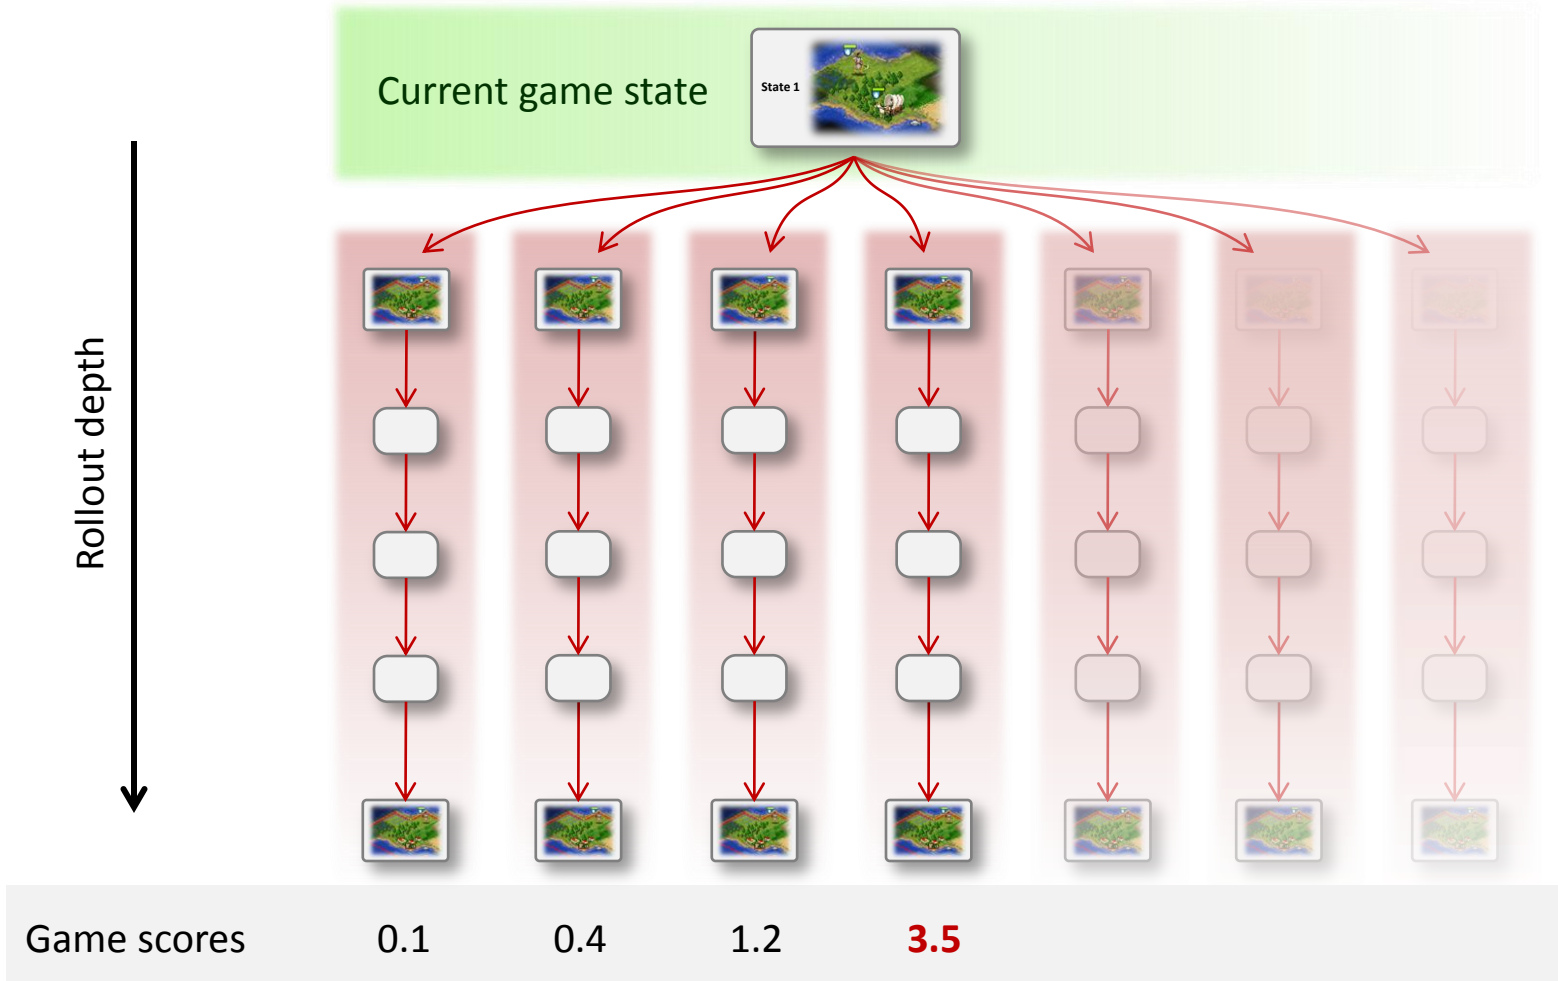 Current game state
State 1
Rollout depth
Game scores 0.1 0.4 1.2 3.5